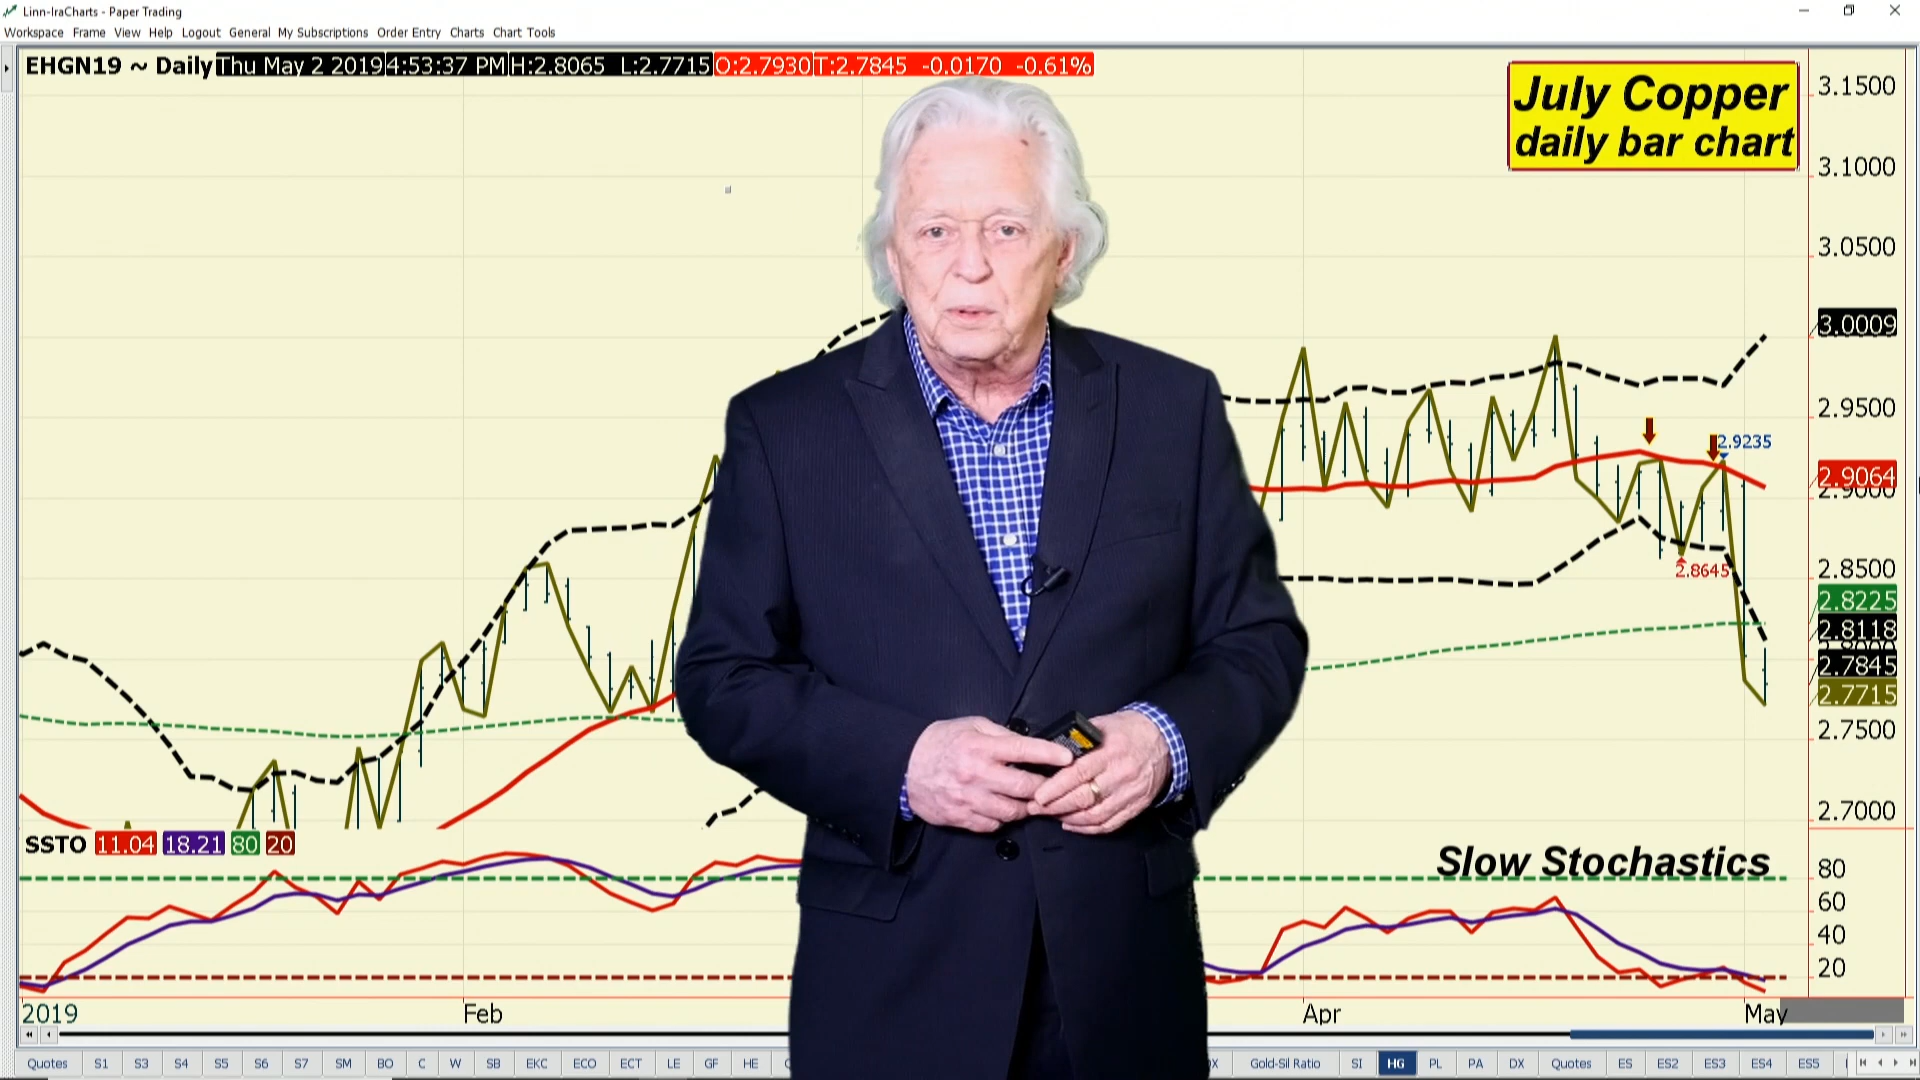 Linn-IraCharts - Paper Trading
Workspace Frame View Help Logout General My Subscriptions Order Entry Charts Chart Tools
EHGN19 ~ Daily Thu May 2 2019 4:53:37 PM H:2.8065 L:2.7715 O:2.7930 T:2.7845 -0.0170 -0.61%
July Copper
daily bar chart
3.1500
3.1000
3.0500
3.0009
2.9500
2.9235
2.9064
2.9000
2.8645
2.8500
2.8225
2.8118
2.7845
2.7715
2.7500
2.7000
SSTO 11.04 18.21 80 20
Slow Stochastics
80
60
40
20
2019 Feb Apr May
Quotes S1 S3 S4 S5 S6 S7 SM BO C W SB EKC ECO ECT LE GF HE Gold-Sil Ratio SI HG PL PA DX Quotes ES ES2 ES3 ES4 ES5